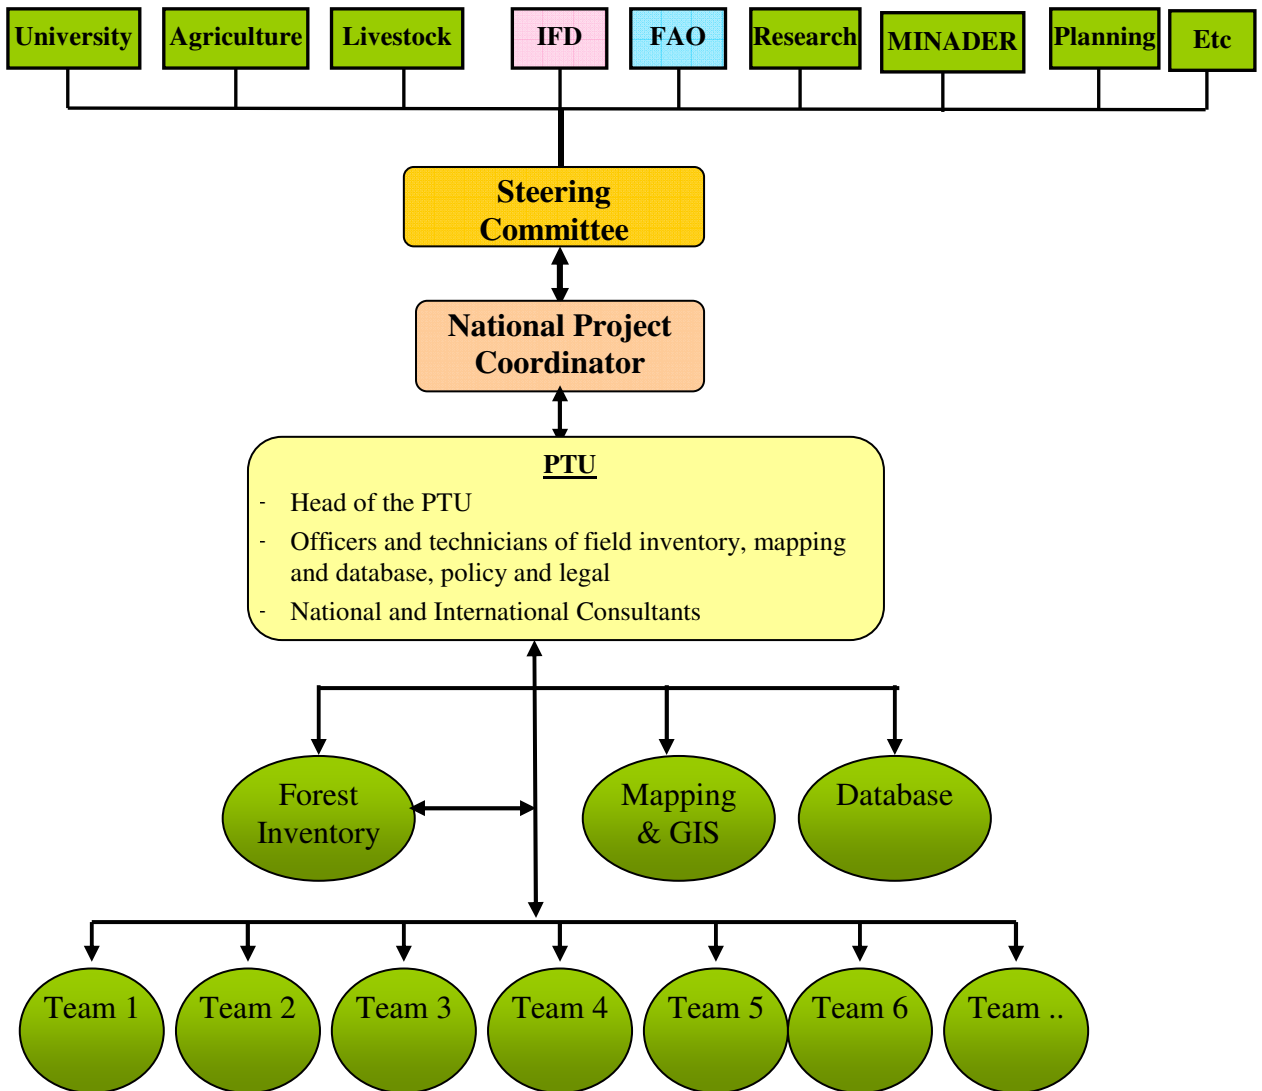 University Agriculture Livestock IFD FAO Research MINADER Planning Etc
Steering
Committee
National Project
Coordinator
PTU
- Head of the PTU
- Officers and technicians of field inventory, mapping
and database, policy and legal
- National and International Consultants
Forest
Inventory
Mapping
& GIS
Database
Team 1 Team 2 Team 3 Team 4 Team 5 Team 6 Team ..